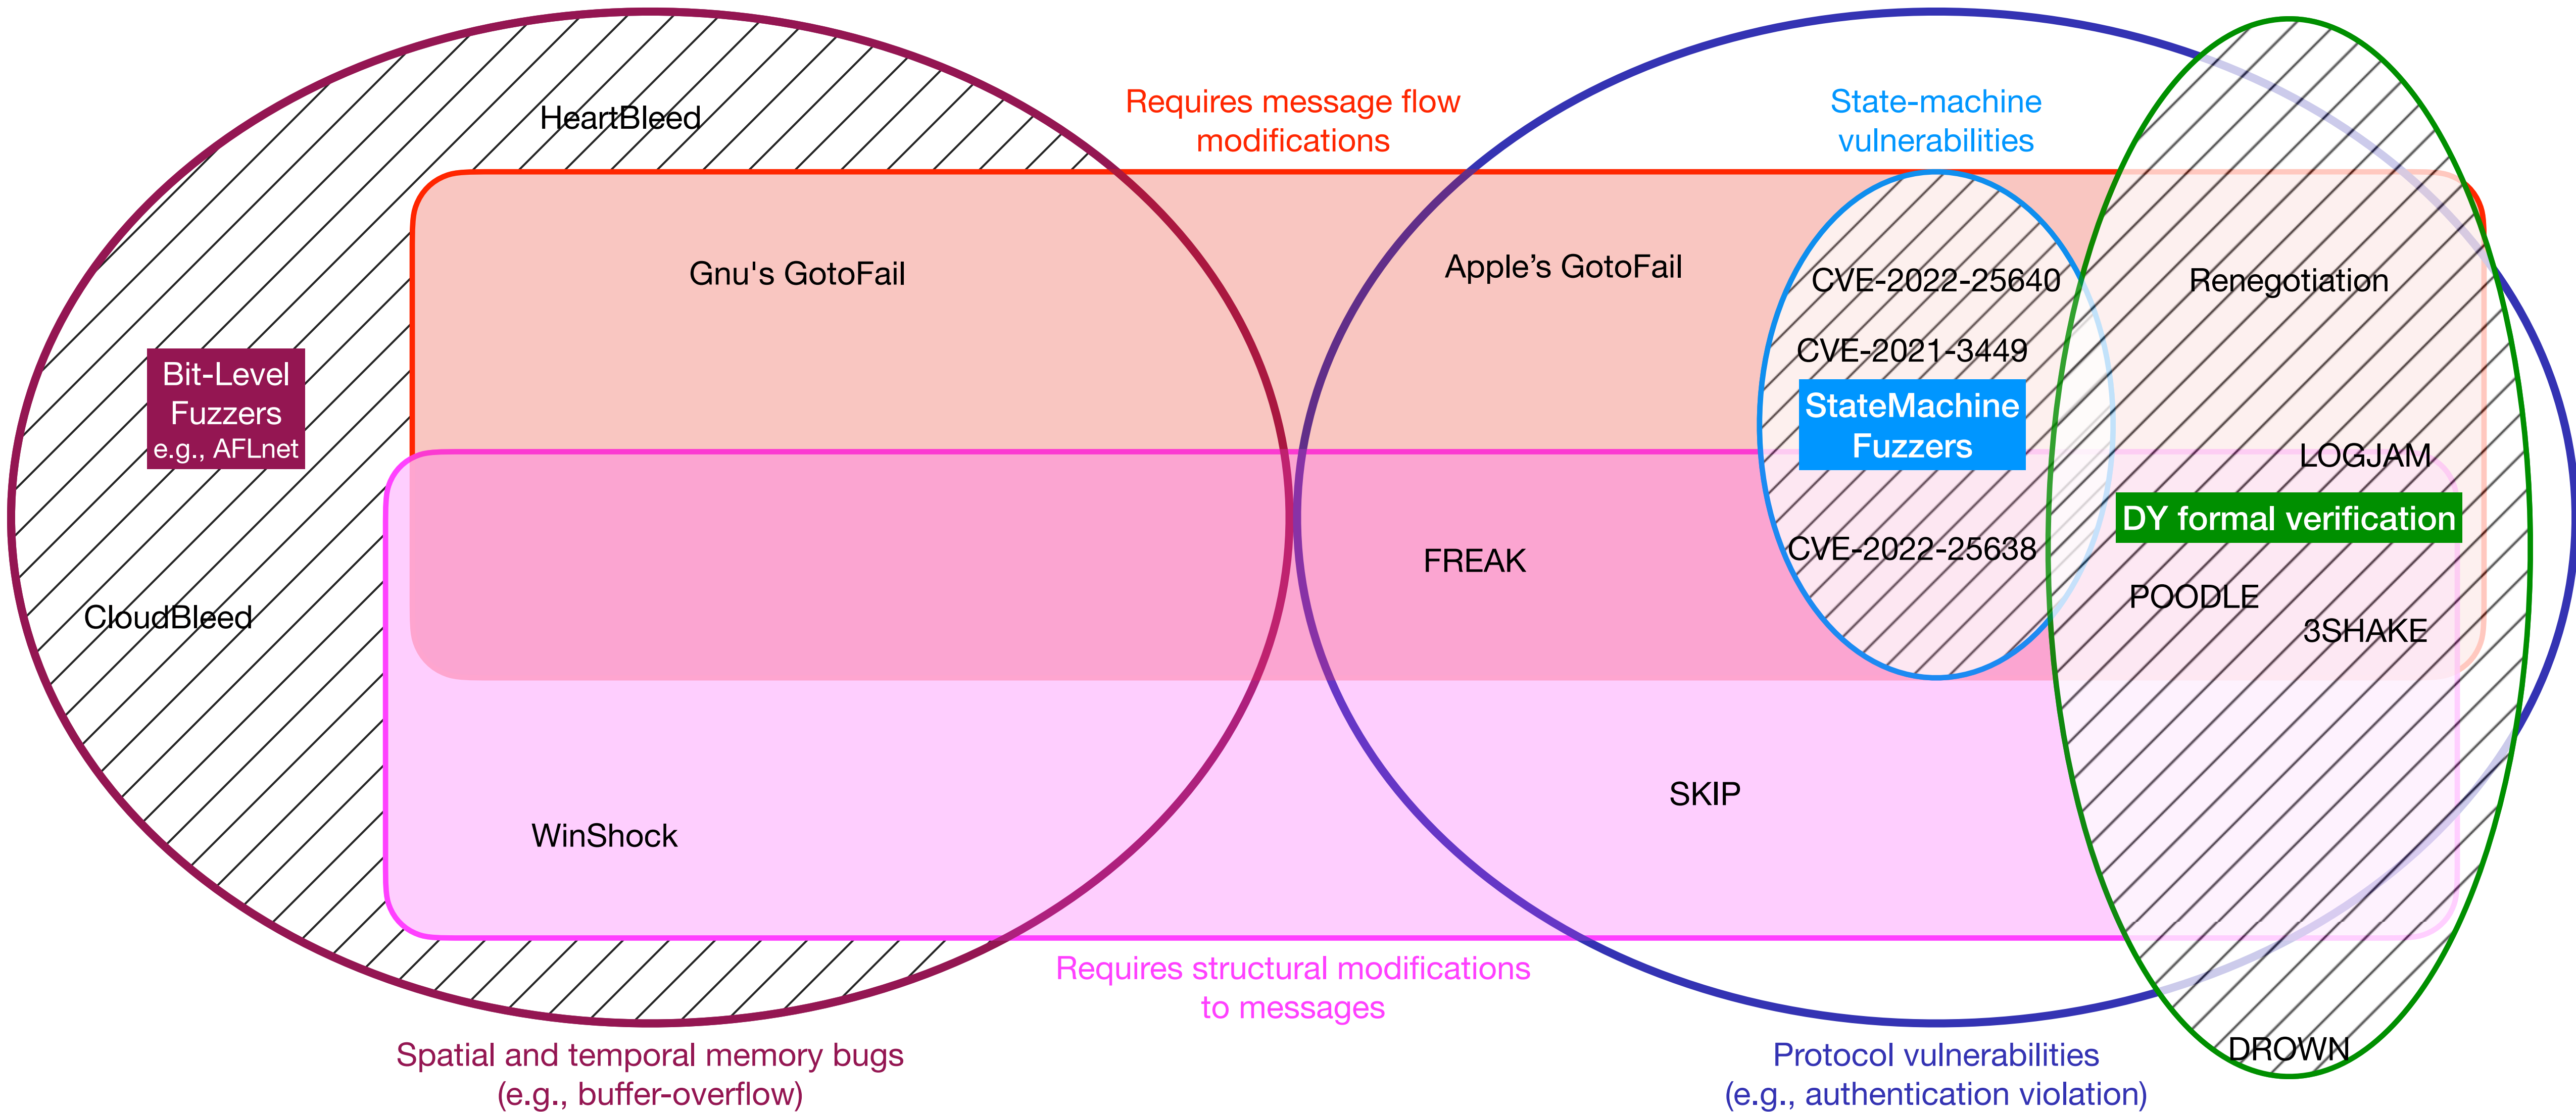 HeartBleed
Requires message flow
modifications
State-machine
vulnerabilities
Gnu's GotoFail
Apple’s GotoFail
CVE-2022-25640
Renegotiation
CVE-2021-3449
Bit-Level
Fuzzers
e.g., AFLnet
StateMachine
Fuzzers
LOGJAM
DY formal verification
FREAK
CVE-2022-25638
POODLE
3SHAKE
CloudBleed
SKIP
WinShock
Requires structural modifications
to messages
DROWN
Spatial and temporal memory bugs
(e.g., buffer-overflow)
Protocol vulnerabilities
(e.g., authentication violation)